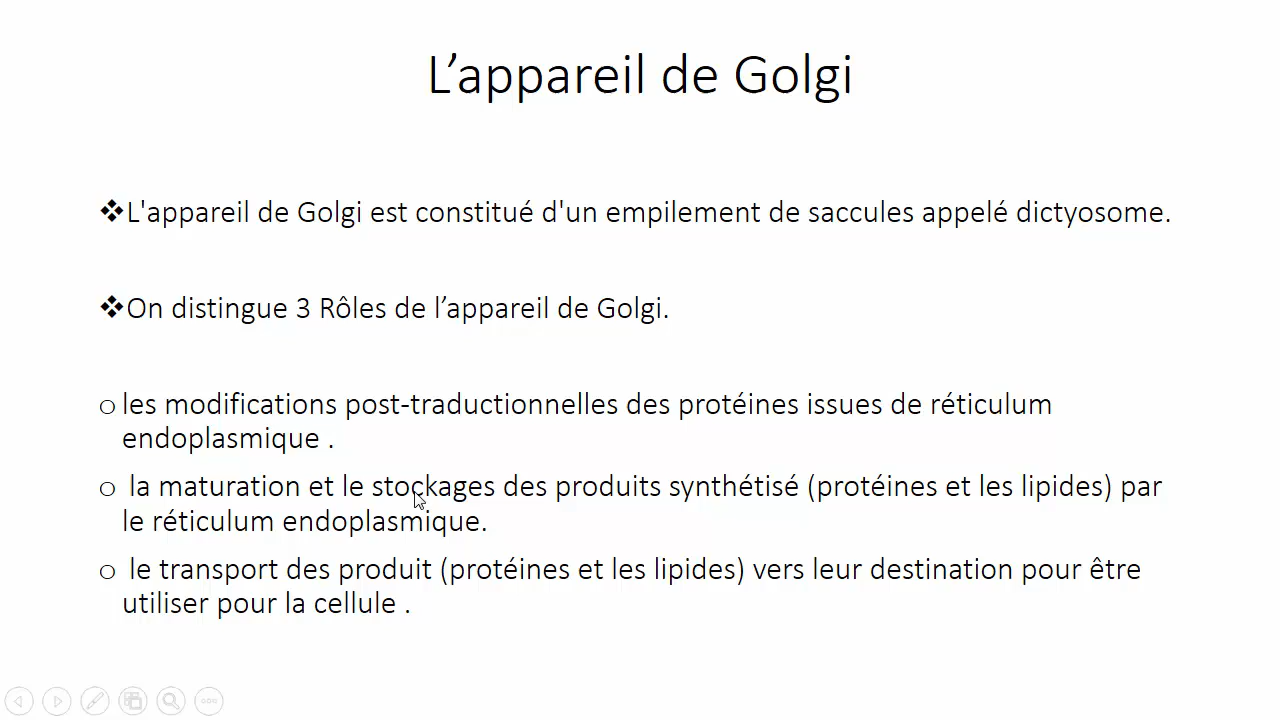 L’appareil de Golgi
❖L'appareil de Golgi est constitué d'un empilement de saccules appelé dictyosome.
❖On distingue 3 Rôles de l’appareil de Golgi.
o les modifications post-traductionnelles des protéines issues de réticulum
endoplasmique .
o la maturation et le stockages des produits synthétisé (protéines et les lipides) par
le réticulum endoplasmique.
o le transport des produit (protéines et les lipides) vers leur destination pour être
utiliser pour la cellule .